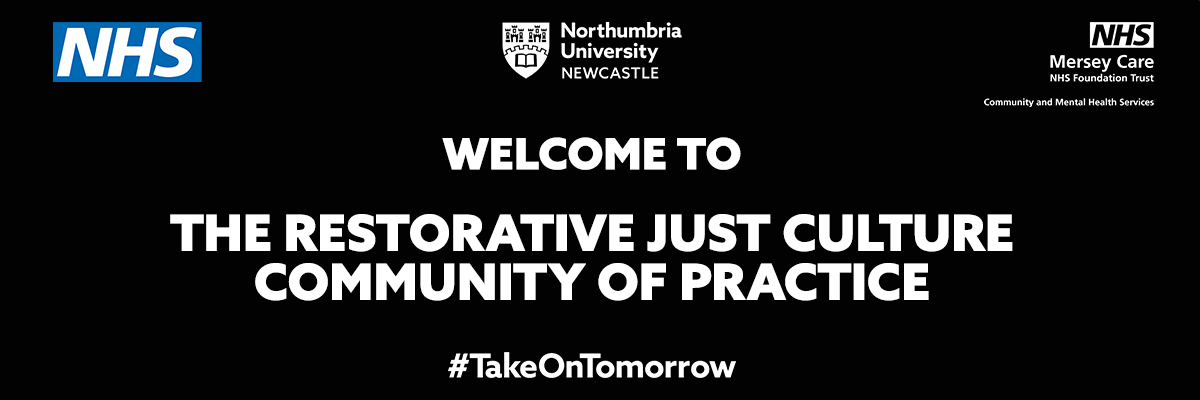 NHS
Northumbria
University
NEWCASTLE
NHS
Mersey Care
NHS Foundation Trust
Community and Mental Health Services
WELCOME TO
THE RESTORATIVE JUST CULTURE
COMMUNITY OF PRACTICE
#TakeOnTomorrow